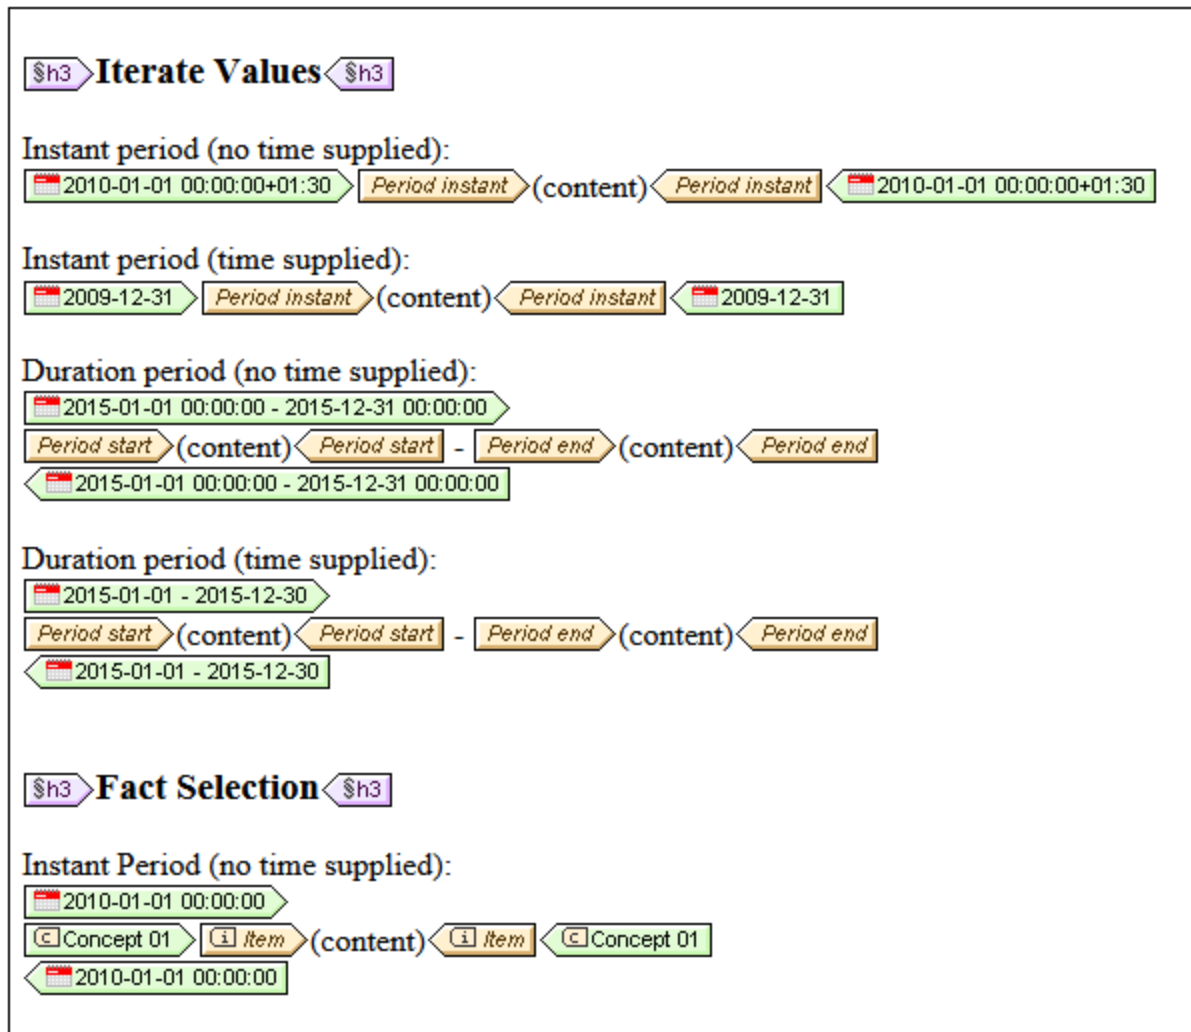 §h3 Iterate Values §h3
Instant period (no time supplied):
2010-01-01 00:00:00+01:30 Period instant (content) Period instant 2010-01-01 00:00:00+01:30
Instant period (time supplied):
2009-12-31 Period instant (content) Period instant 2009-12-31
Duration period (no time supplied):
2015-01-01 00:00:00 - 2015-12-31 00:00:00
Period start (content) Period start - Period end (content) Period end
2015-01-01 00:00:00 - 2015-12-31 00:00:00
Duration period (time supplied):
2015-01-01 - 2015-12-30
Period start (content) Period start - Period end (content) Period end
2015-01-01 - 2015-12-30
§h3 Fact Selection §h3
Instant Period (no time supplied):
2010-01-01 00:00:00
C Concept 01 i Item (content) i Item C Concept 01
2010-01-01 00:00:00